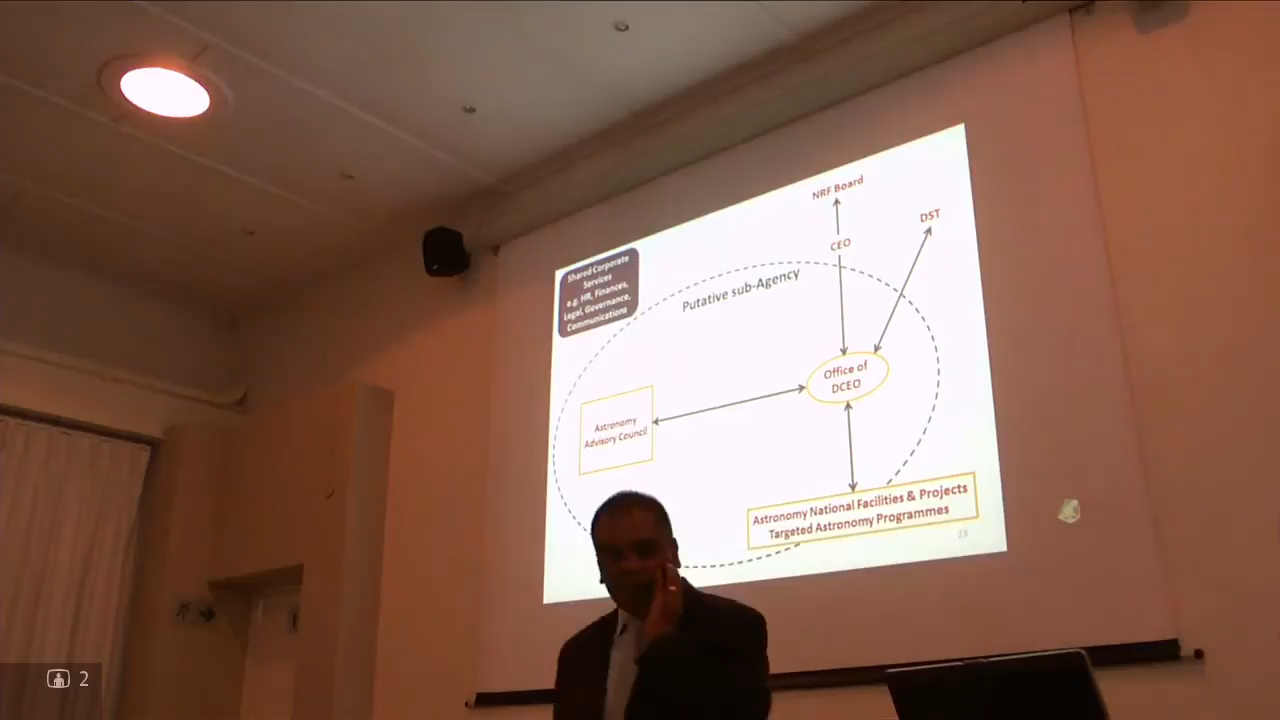 NRF Board
DST
CEO
Shared Corporate
Services
e.g. HR, Finances,
Legal, Governance,
Communications
Putative sub-Agency
Office of
DCEO
Astronomy
Advisory Council
Astronomy National Facilities & Projects
Targeted Astronomy Programmes
23
2